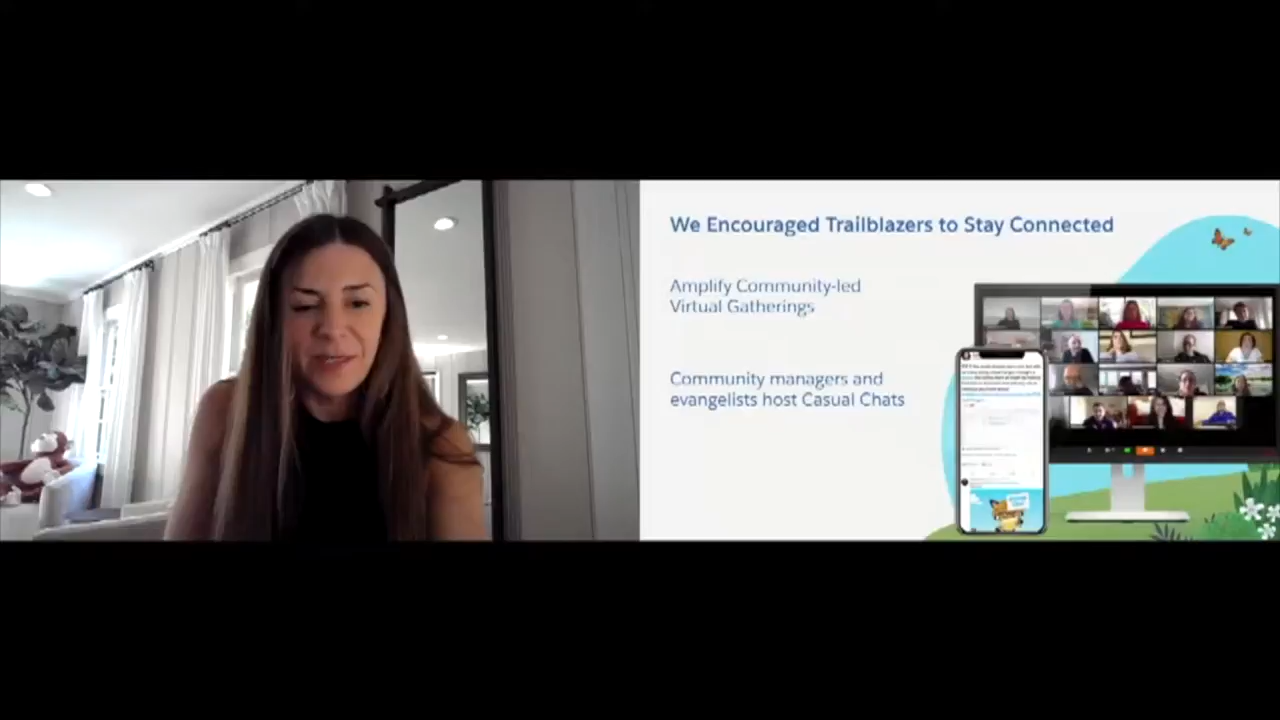 We Encouraged Trailblazers to Stay Connected
Amplify Community-led
Virtual Gatherings
Community managers and
evangelists host Casual Chats